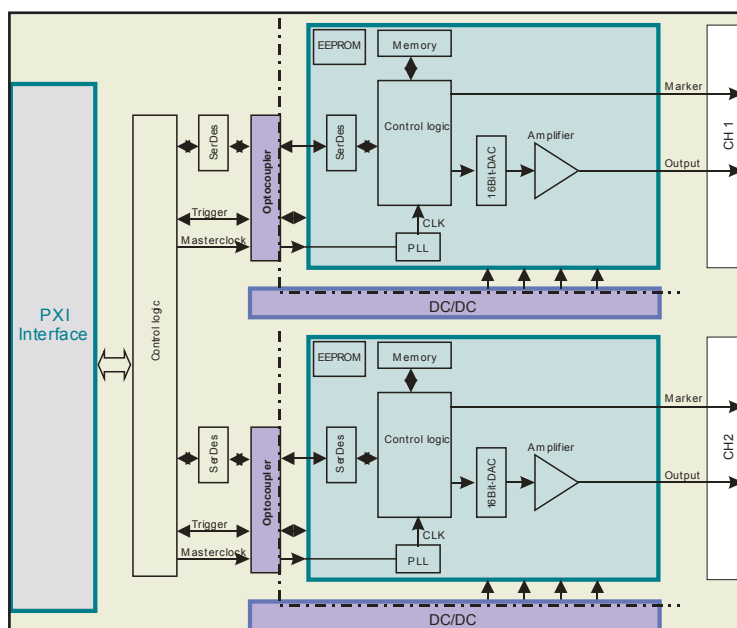 EEPROM
Memory
Marker
SerDes
Optocoupler
SerDes
Control logic
16Bit-DAC
Amplifier
CH 1
Output
Trigger
CLK
Masterclock
PLL
DC/DC
PXI
Interface
Control logic
EEPROM
Memory
Marker
SerDes
Optocoupler
SerDes
Control logic
16Bit-DAC
Amplifier
CH2
Output
Trigger
CLK
Masterclock
PLL
DC/DC